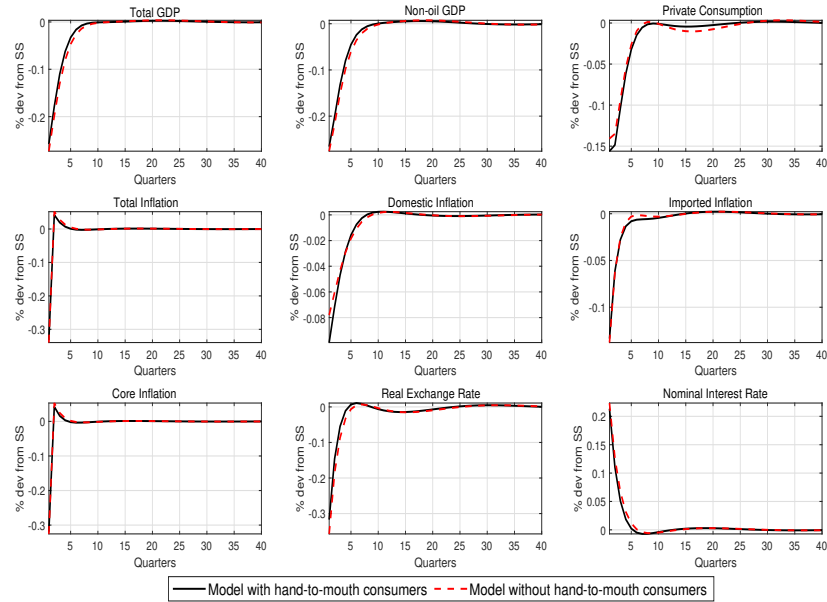 Total GDP
% dev from SS
0
-0.1
-0.2
5 10 15 20 25 30 35 40
Quarters
Non-oil GDP
% dev from SS
0
-0.1
-0.2
5 10 15 20 25 30 35 40
Quarters
Private Consumption
% dev from SS
0
-0.05
-0.1
-0.15
5 10 15 20 25 30 35 40
Quarters
Total Inflation
% dev from SS
0
-0.1
-0.2
-0.3
5 10 15 20 25 30 35 40
Quarters
Domestic Inflation
% dev from SS
0
-0.02
-0.04
-0.06
-0.08
5 10 15 20 25 30 35 40
Quarters
Imported Inflation
% dev from SS
0
-0.05
-0.1
5 10 15 20 25 30 35 40
Quarters
Core Inflation
% dev from SS
0
-0.1
-0.2
-0.3
5 10 15 20 25 30 35 40
Quarters
Real Exchange Rate
% dev from SS
0
-0.1
-0.2
-0.3
5 10 15 20 25 30 35 40
Quarters
Nominal Interest Rate
% dev from SS
0.2
0.15
0.1
0.05
0
5 10 15 20 25 30 35 40
Quarters
Model with hand-to-mouth consumers
Model without hand-to-mouth consumers